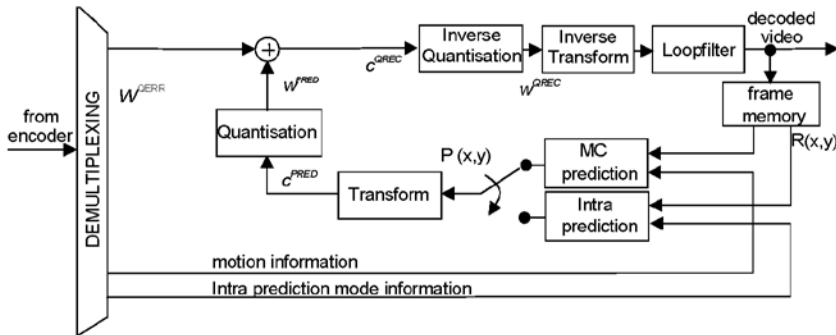 decoded
video
Inverse
Quantisation
Inverse
Transform
Loopfilter
C^QREC
W^QREC
W^PRED
W^QERR
from
encoder
DEMULTIPLEXING
frame
memory
R(x,y)
Quantisation
P (x,y)
MC
prediction
C^PRED
Transform
Intra
prediction
motion information
Intra prediction mode information